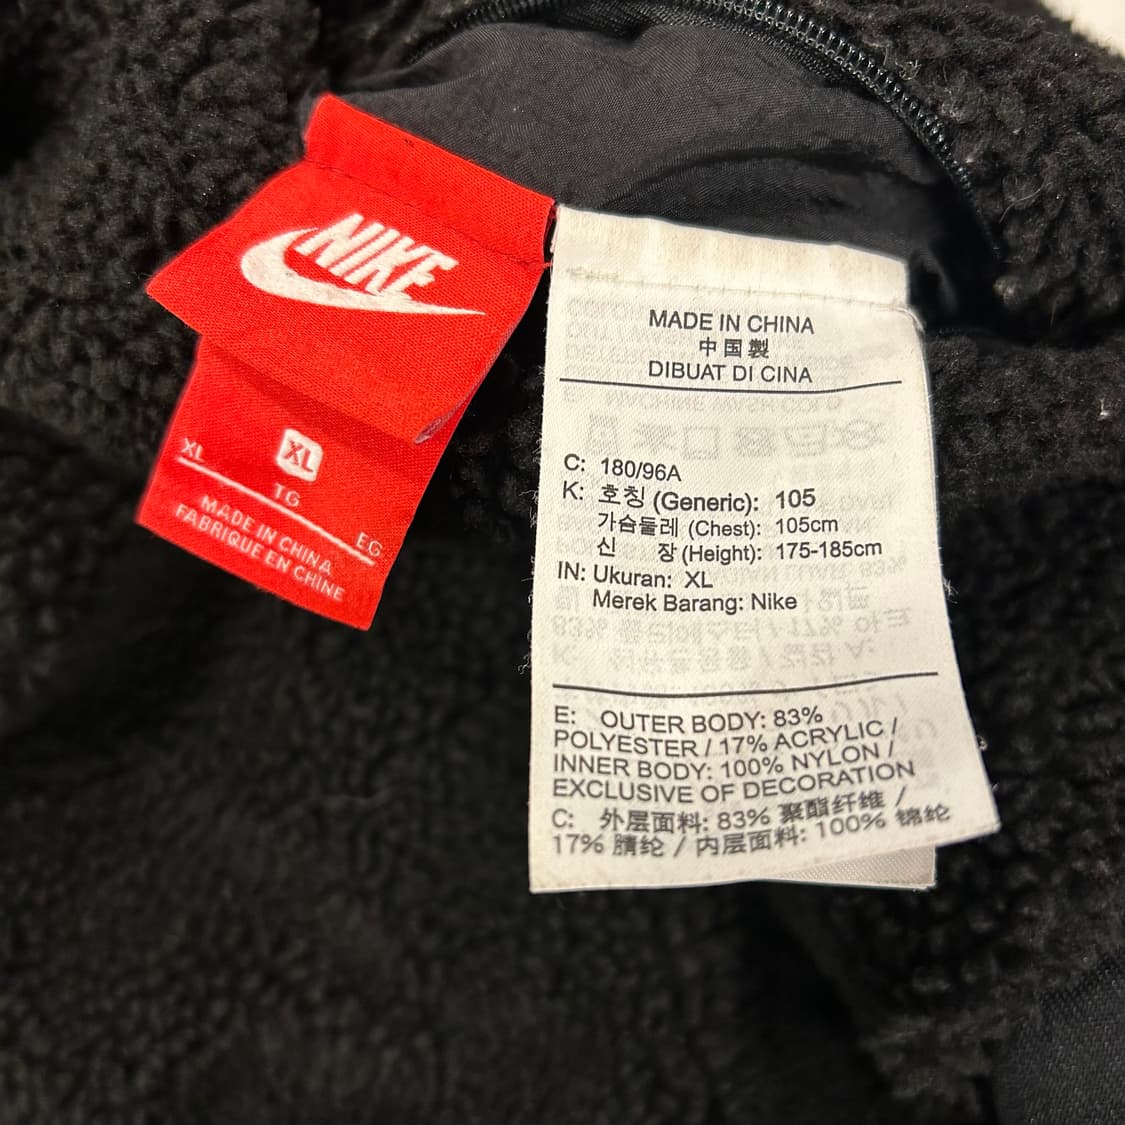 NIKE
XL
XL
TG
EG
MADE IN CHINA
FABRIQUE EN CHINE
MADE IN CHINA
中国製
DIBUAT DI CINA
C: 180/96A
K: 호칭 (Generic): 105
가슴둘레 (Chest): 105cm
신 장 (Height): 175-185cm
IN: Ukuran: XL
Merek Barang: Nike
E: OUTER BODY: 83%
POLYESTER / 17% ACRYLIC /
INNER BODY: 100% NYLON /
EXCLUSIVE OF DECORATION
C: 外层面料: 83% 聚酯纤维 /
17% 腈纶 / 内层面料: 100% 锦纶